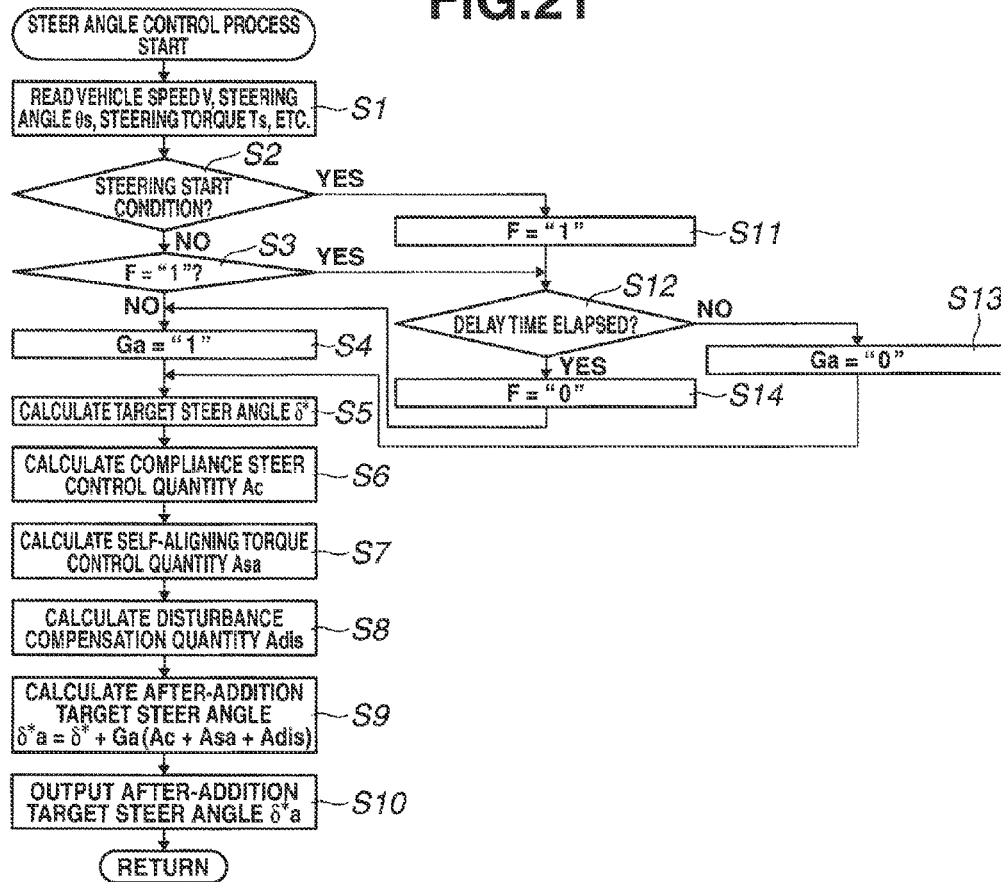 FIG.21
STEER ANGLE CONTROL PROCESS
START
READ VEHICLE SPEED V, STEERING
ANGLE θs, STEERING TORQUE Ts, ETC.
S1
S2
STEERING START
CONDITION?
YES
NO
F = "1"
S11
S3
F = "1"?
YES
NO
S12
DELAY TIME ELAPSED?
NO
YES
S13
Ga = "1"
S4
Ga = "0"
F = "0"
S14
CALCULATE TARGET STEER ANGLE δ*
S5
CALCULATE COMPLIANCE STEER
CONTROL QUANTITY Ac
S6
CALCULATE SELF-ALIGNING TORQUE
CONTROL QUANTITY Asa
S7
CALCULATE DISTURBANCE
COMPENSATION QUANTITY Adis
S8
CALCULATE AFTER-ADDITION
TARGET STEER ANGLE
δ*a = δ* + Ga(Ac + Asa + Adis)
S9
OUTPUT AFTER-ADDITION
TARGET STEER ANGLE δ*a
S10
RETURN